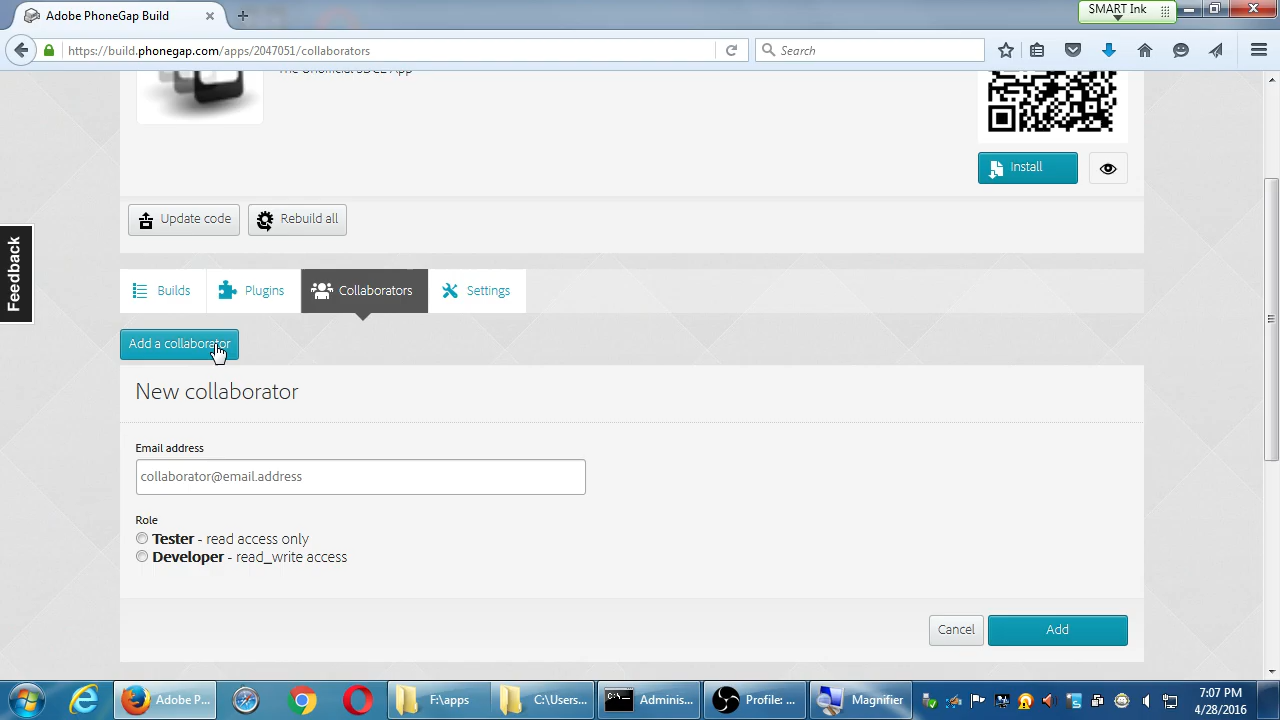 Adobe PhoneGap Build
SMART Ink
https://build.phonegap.com/apps/2047051/collaborators
Search
Install
Update code
Rebuild all
Feedback
Builds
Plugins
Collaborators
Settings
Add a collaborator
New collaborator
Email address
collaborator@email.address
Role
Tester - read access only
Developer - read_write access
Cancel
Add
Adobe P...
F:\apps
C:\Users...
Adminis...
Profile: ...
Magnifier
7:07 PM
4/28/2016